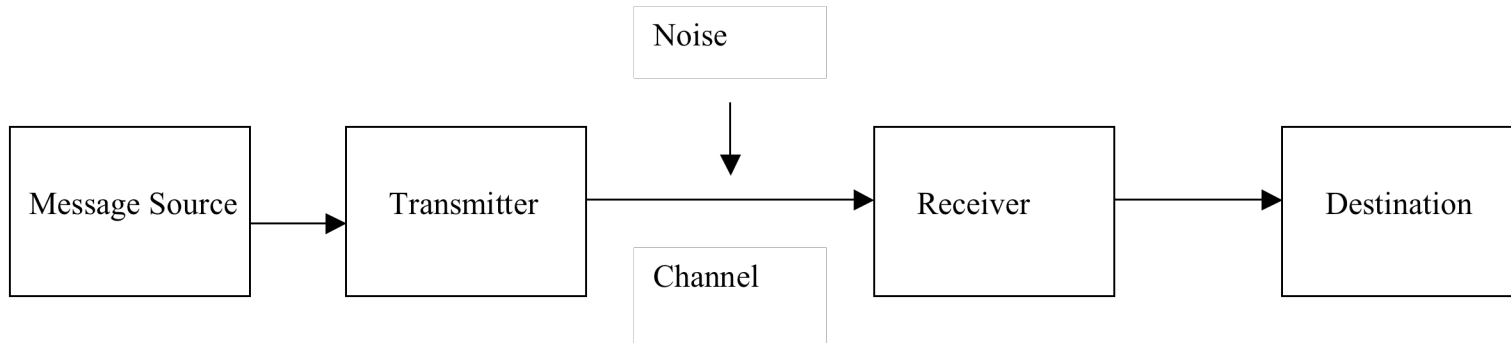 Noise
Message Source
Transmitter
Receiver
Destination
Channel